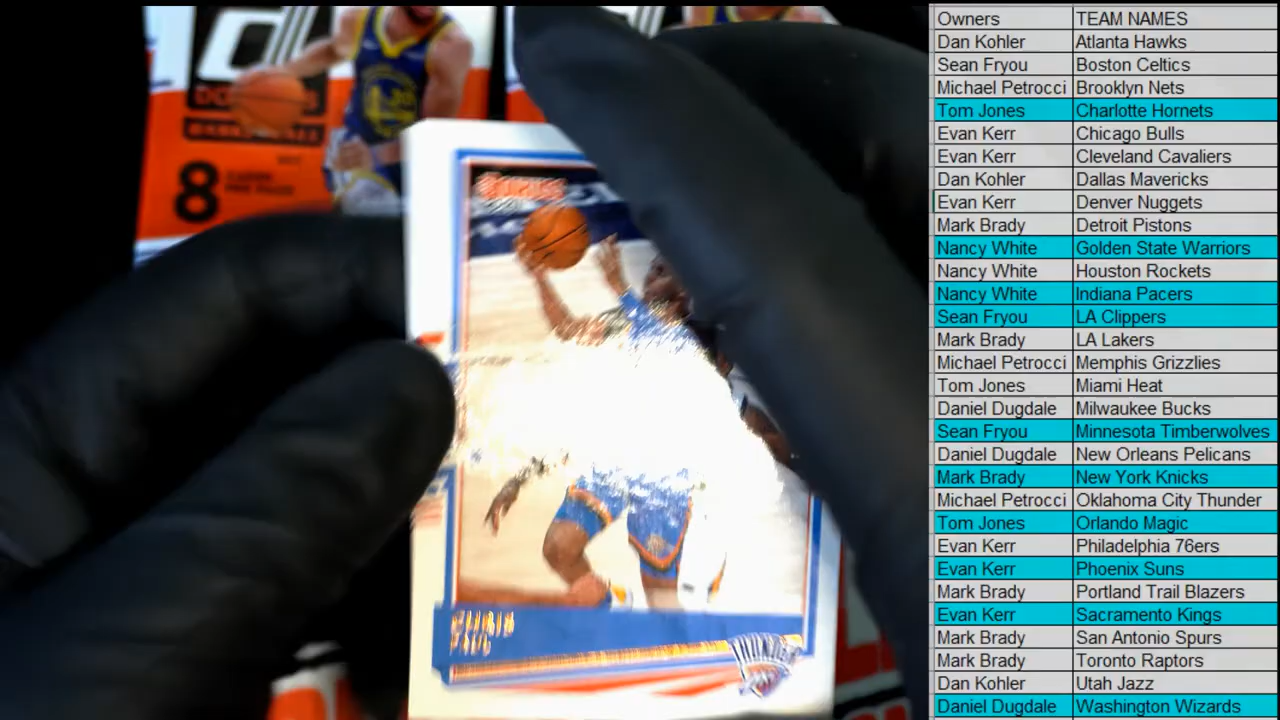 Owners TEAM NAMES
Dan Kohler Atlanta Hawks
Sean Fryou Boston Celtics
Michael Petrocci Brooklyn Nets
Tom Jones Charlotte Hornets
Evan Kerr Chicago Bulls
Evan Kerr Cleveland Cavaliers
Dan Kohler Dallas Mavericks
Evan Kerr Denver Nuggets
Mark Brady Detroit Pistons
Nancy White Golden State Warriors
Nancy White Houston Rockets
Nancy White Indiana Pacers
Sean Fryou LA Clippers
Mark Brady LA Lakers
Michael Petrocci Memphis Grizzlies
Tom Jones Miami Heat
Daniel Dugdale Milwaukee Bucks
Sean Fryou Minnesota Timberwolves
Daniel Dugdale New Orleans Pelicans
Mark Brady New York Knicks
Michael Petrocci Oklahoma City Thunder
Tom Jones Orlando Magic
Evan Kerr Philadelphia 76ers
Evan Kerr Phoenix Suns
Mark Brady Portland Trail Blazers
Evan Kerr Sacramento Kings
Mark Brady San Antonio Spurs
Mark Brady Toronto Raptors
Dan Kohler Utah Jazz
Daniel Dugdale Washington Wizards
8
CHRIS
PAUL
THUNDER